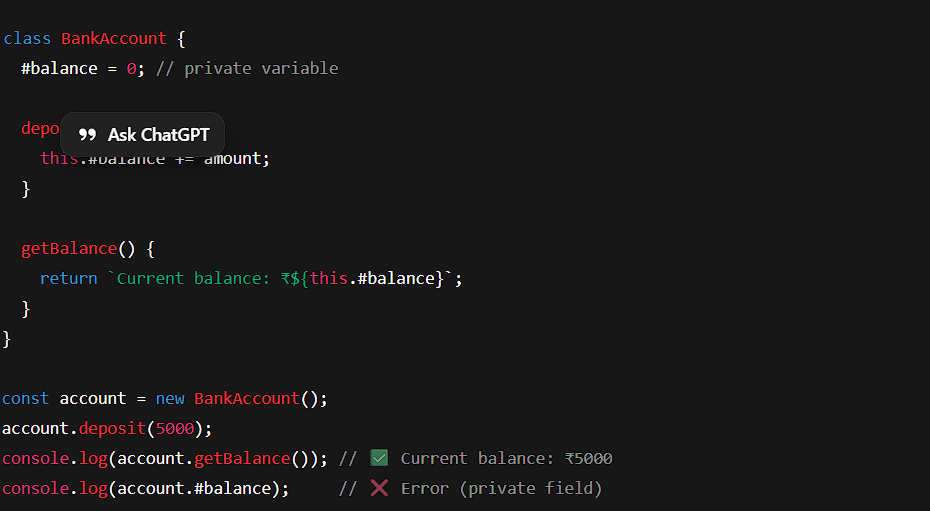 class BankAccount {
#balance = 0; // private variable
depo
❞ Ask ChatGPT
this.#balance += amount;
}
getBalance() {
return `Current balance: ₹${this.#balance}`;
}
}
const account = new BankAccount();
account.deposit(5000);
console.log(account.getBalance()); // ✅ Current balance: ₹5000
console.log(account.#balance); // ❌ Error (private field)